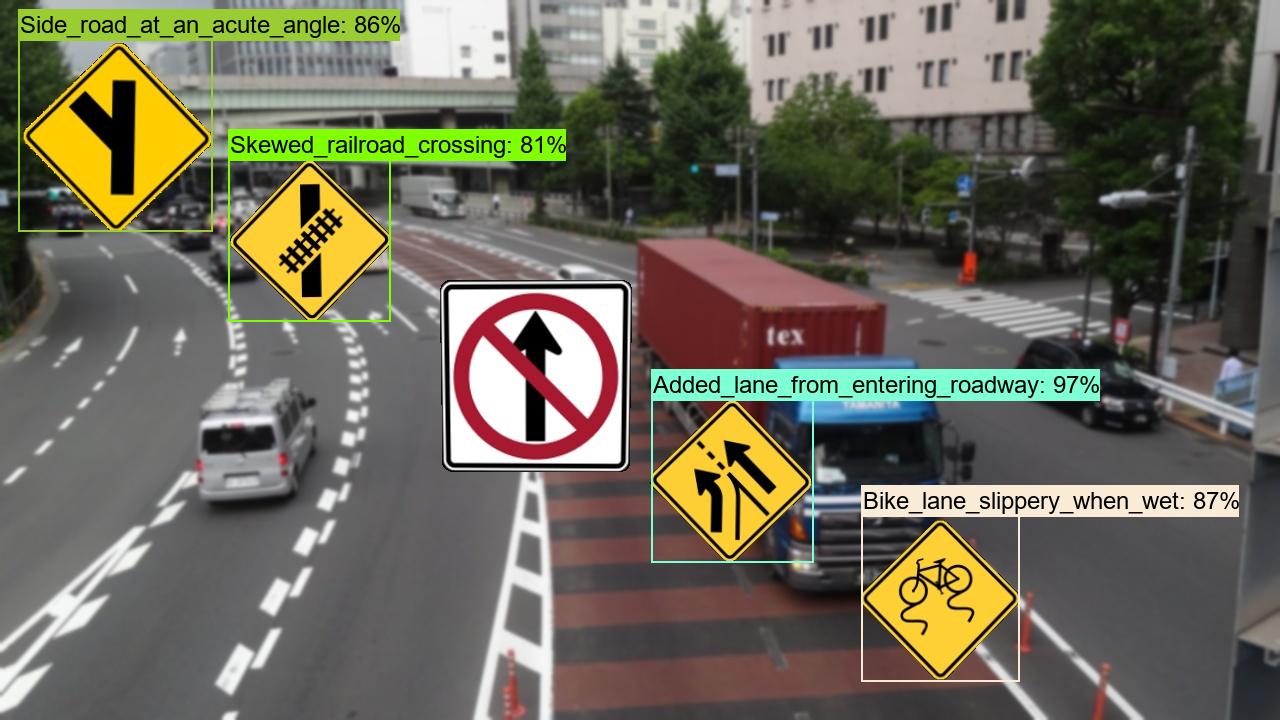 Side_road_at_an_acute_angle: 86%
Skewed_railroad_crossing: 81%
tex
Added_lane_from_entering_roadway: 97%
Bike_lane_slippery_when_wet: 87%